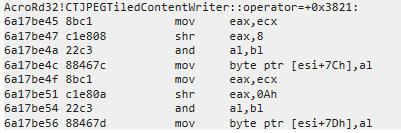 AcroRd32!CTJPEGTiledContentWriter::operator=+0x3821:
6a17be45 8bc1 mov eax,ecx
6a17be47 c1e808 shr eax,8
6a17be4a 22c3 and al,bl
6a17be4c 88467c mov byte ptr [esi+7Ch],al
6a17be4f 8bc1 mov eax,ecx
6a17be51 c1e80a shr eax,0Ah
6a17be54 22c3 and al,bl
6a17be56 88467d mov byte ptr [esi+7Dh],al